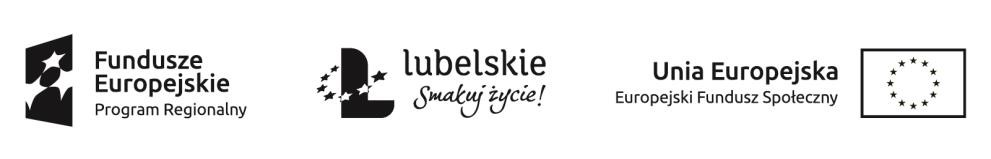 Fundusze
Europejskie
Program Regionalny
lubelskie
Smakuj życie!
Unia Europejska
Europejski Fundusz Społeczny